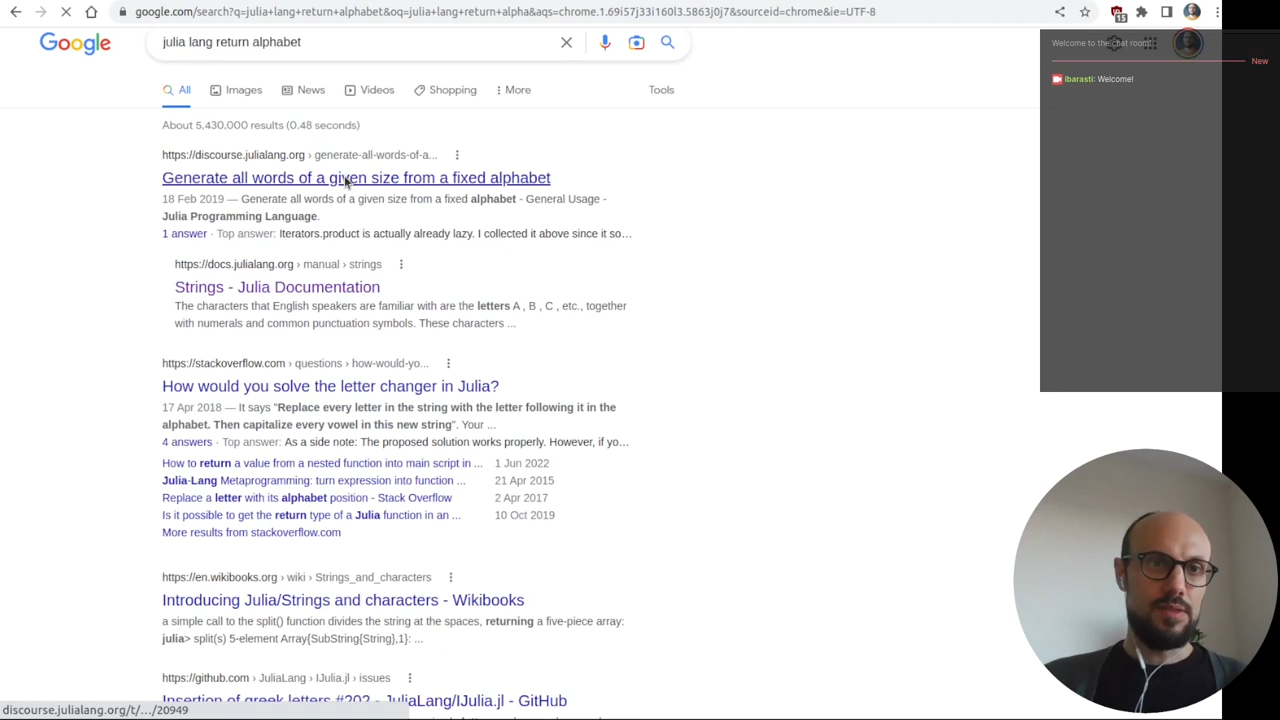 google.com/search?q=julia+lang+return+alphabet&oq=julia+lang+return+alpha&aqs=chrome.1.69i57j33i160l3.5863j0j7&sourceid=chrome&ie=UTF-8
15
Google
julia lang return alphabet
Welcome to the chat room!
New
lbarasti: Welcome!
All
Images
News
Videos
Shopping
More
Tools
About 5,430,000 results (0.48 seconds)
https://discourse.julialang.org › generate-all-words-of-a...
Generate all words of a given size from a fixed alphabet
18 Feb 2019 — Generate all words of a given size from a fixed alphabet - General Usage -
Julia Programming Language.
1 answer · Top answer: Iterators.product is actually already lazy. I collected it above since it so…
https://docs.julialang.org › manual › strings
Strings - Julia Documentation
The characters that English speakers are familiar with are the letters A , B , C , etc., together
with numerals and common punctuation symbols. These characters ...
https://stackoverflow.com › questions › how-would-yo...
How would you solve the letter changer in Julia?
17 Apr 2018 — It says "Replace every letter in the string with the letter following it in the
alphabet. Then capitalize every vowel in this new string". Your ...
4 answers · Top answer: As a side note: The proposed solution works properly. However, if yo…
How to return a value from a nested function into main script in ... 1 Jun 2022
Julia-Lang Metaprogramming: turn expression into function ... 21 Apr 2015
Replace a letter with its alphabet position - Stack Overflow 2 Apr 2017
Is it possible to get the return type of a Julia function in an ... 10 Oct 2019
More results from stackoverflow.com
https://en.wikibooks.org › wiki › Strings_and_characters
Introducing Julia/Strings and characters - Wikibooks
a simple call to the split() function divides the string at the spaces, returning a five-piece array:
julia> split(s) 5-element Array{SubString{String},1}: ...
https://github.com › JuliaLang › IJulia.jl › issues
Insertion of greek letters #202 - JuliaLang/IJulia.jl - GitHub
discourse.julialang.org/t/.../20949